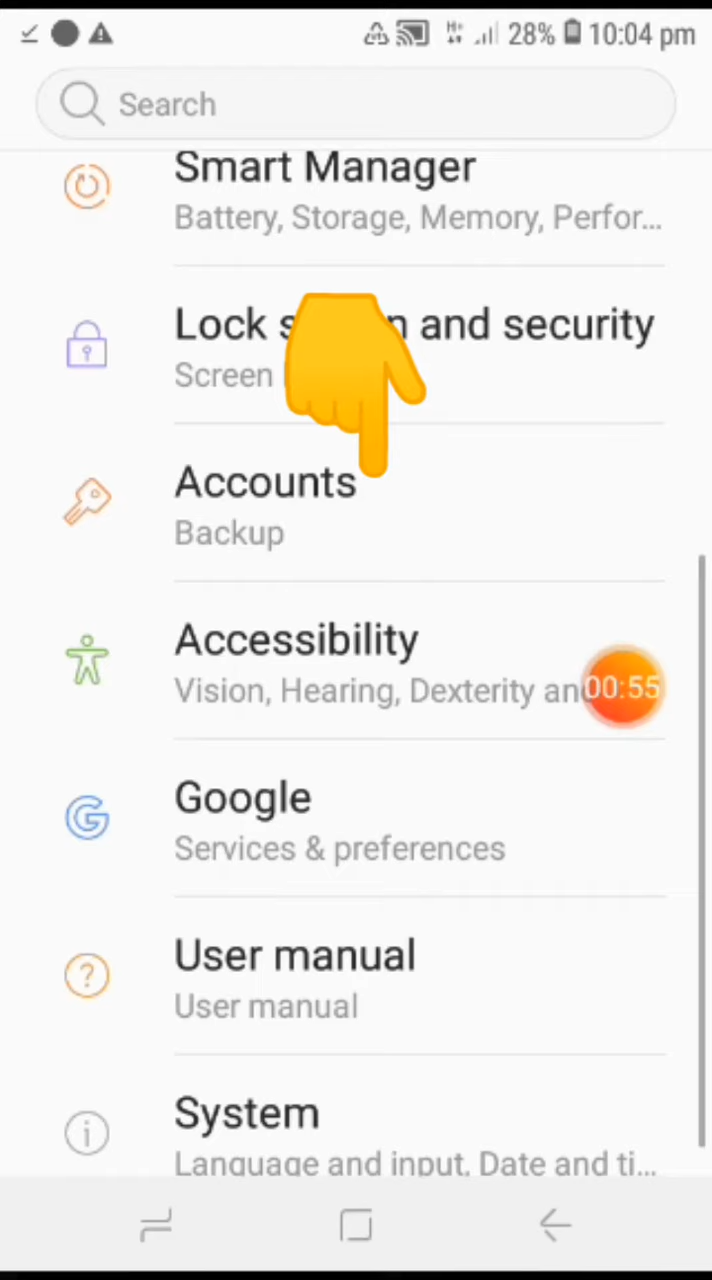 28% 10:04 pm
Search
Smart Manager
Battery, Storage, Memory, Perfor...
Lock and security
Screen
Accounts
Backup
Accessibility
Vision, Hearing, Dexterity an
00:55
Google
Services & preferences
User manual
User manual
System
Language and input, Date and ti...